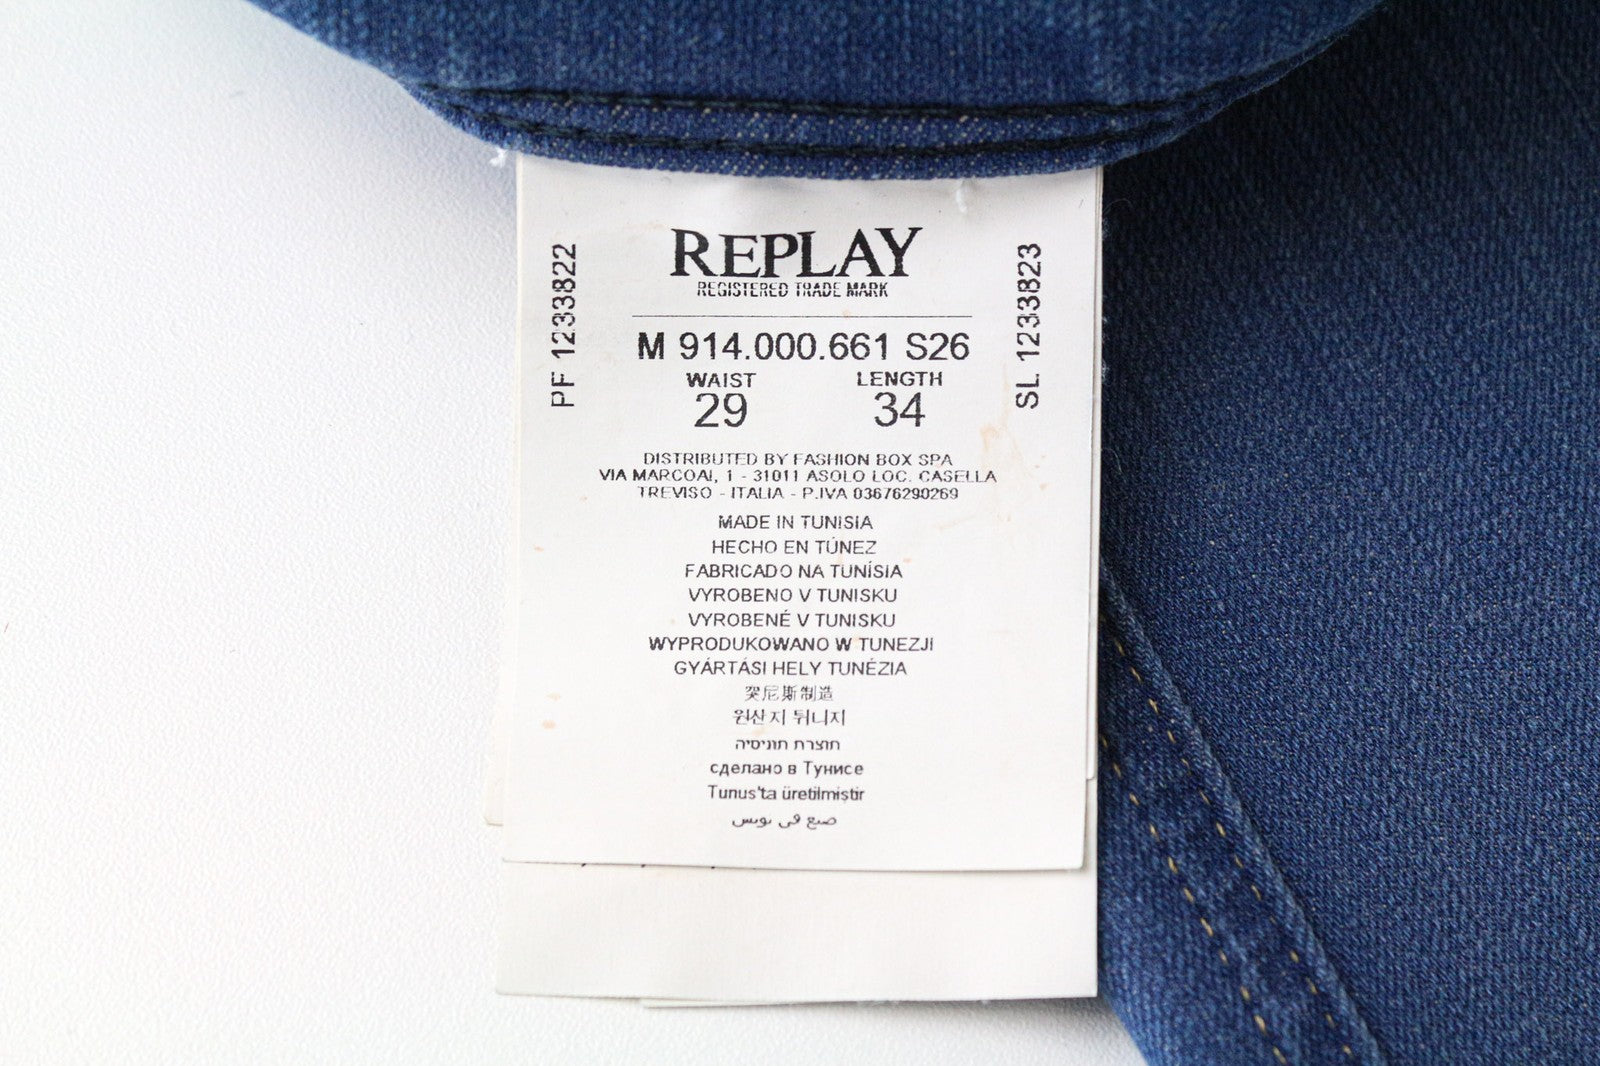 REPLAY
REGISTERED TRADE MARK
PF 1233822
SL 1233823
M 914.000.661 S26
WAIST LENGTH
29 34
DISTRIBUTED BY FASHION BOX SPA
VIA MARCOAI, 1 - 31011 ASOLO LOC. CASELLA
TREVISO - ITALIA - P.IVA 03676290269
MADE IN TUNISIA
HECHO EN TÚNEZ
FABRICADO NA TUNÍSIA
VYROBENO V TUNISKU
VYROBENÉ V TUNISKU
WYPRODUKOWANO W TUNEZJI
GYÁRTÁSI HELY TUNÉZIA
突尼斯制造
원산지 튀니지
תוצרת תוניסיה
сделано в Тунисе
Tunus'ta üretilmiştir
صنع في تونس